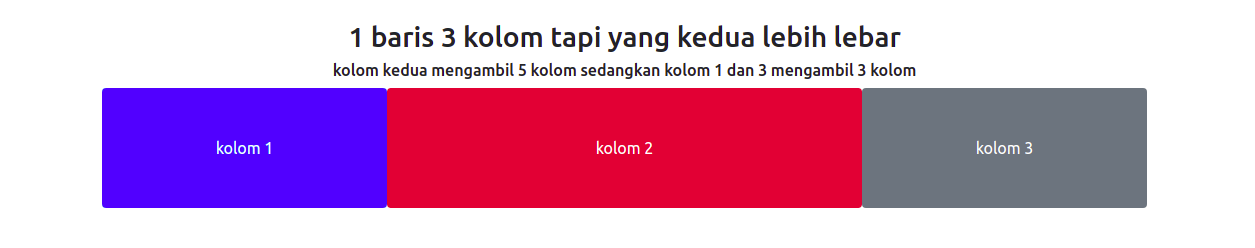 1 baris 3 kolom tapi yang kedua lebih lebar
kolom kedua mengambil 5 kolom sedangkan kolom 1 dan 3 mengambil 3 kolom
kolom 1
kolom 2
kolom 3